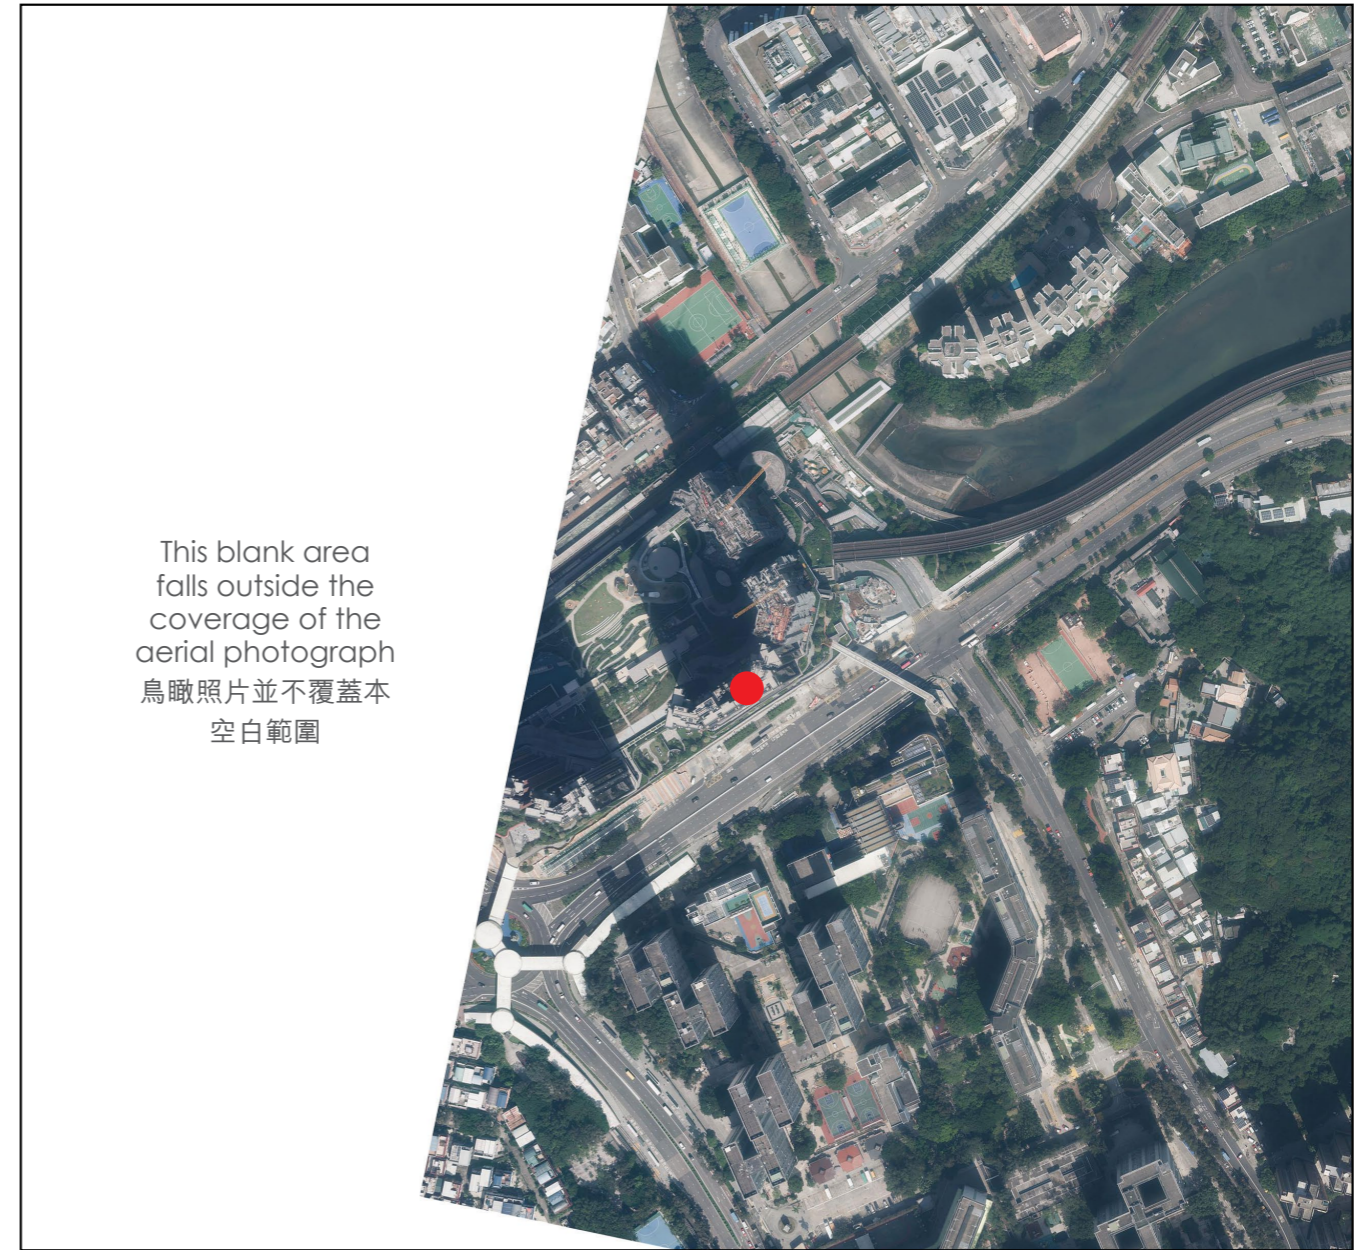 This blank area
falls outside the
coverage of the
aerial photograph
鳥瞰照片並不覆蓋本
空白範圍